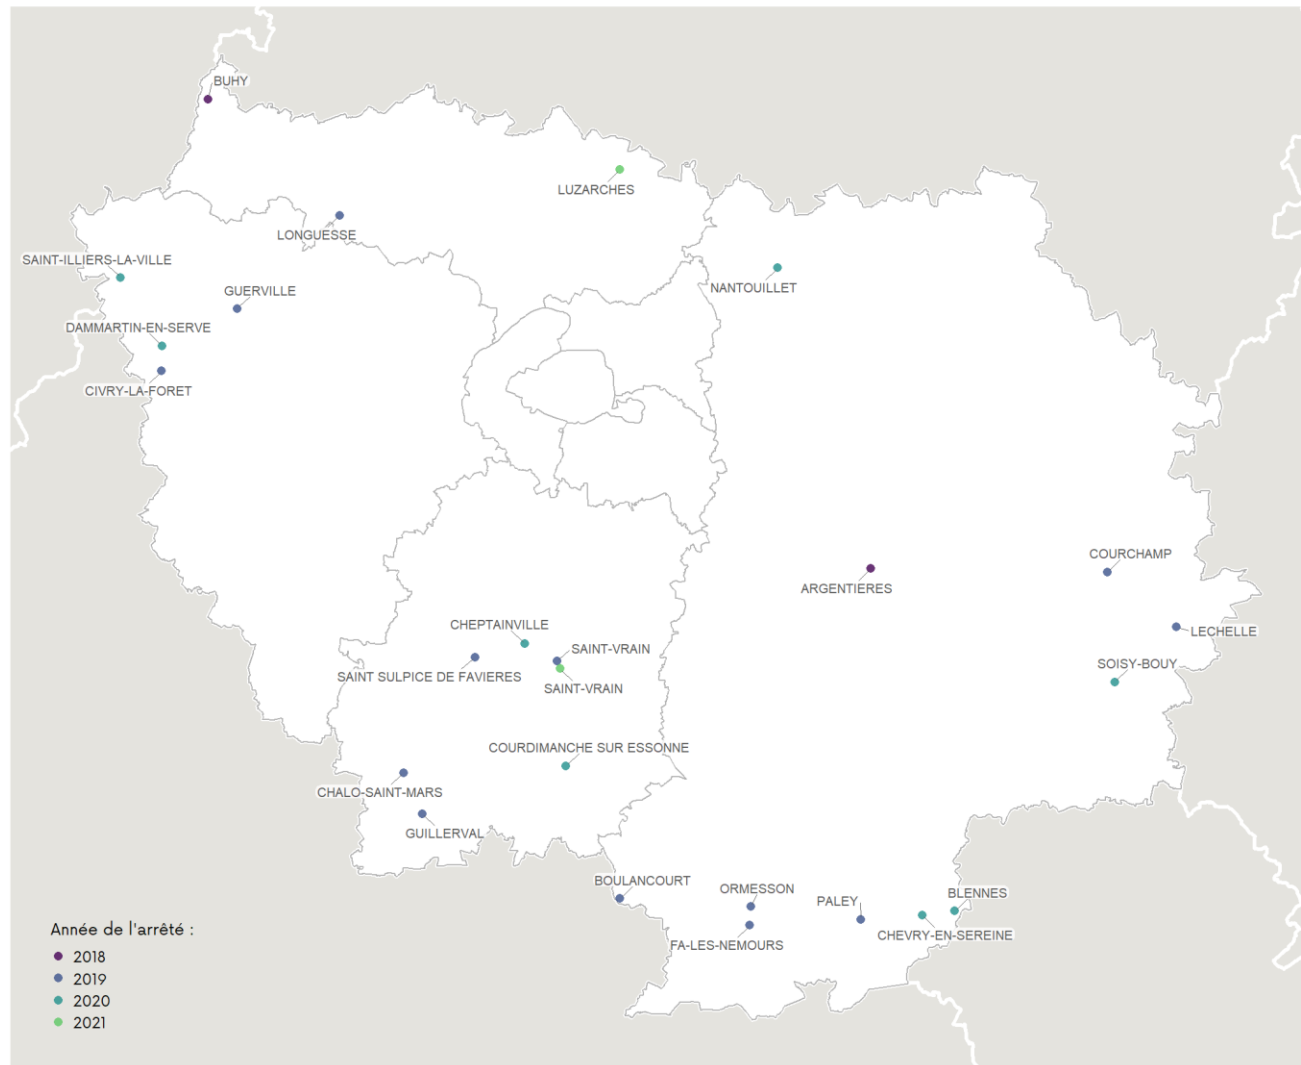 BUHY
LUZARCHES
LONGUESSE
SAINT-ILLIERS-LA-VILLE
NANTOUILLET
GUERVILLE
DAMMARTIN-EN-SERVE
CIVRY-LA-FORET
COURCHAMP
ARGENTIERES
CHEPTAINVILLE
LECHELLE
SAINT-VRAIN
SOISY-BOUY
SAINT SULPICE DE FAVIERES
SAINT-VRAIN
COURDIMANCHE SUR ESSONNE
CHALO-SAINT-MARS
GUILLERVAL
BOULANCOURT
ORMESSON
BLENNES
PALEY
CHEVRY-EN-SEREINE
FA-LES-NEMOURS
Année de l'arrêté :
2018
2019
2020
2021